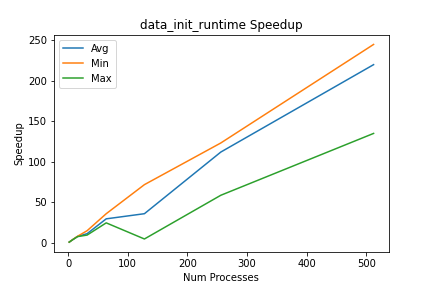 data_init_runtime Speedup
Avg
Min
Max
250
200
150
100
50
0
Speedup
0 100 200 300 400 500
Num Processes